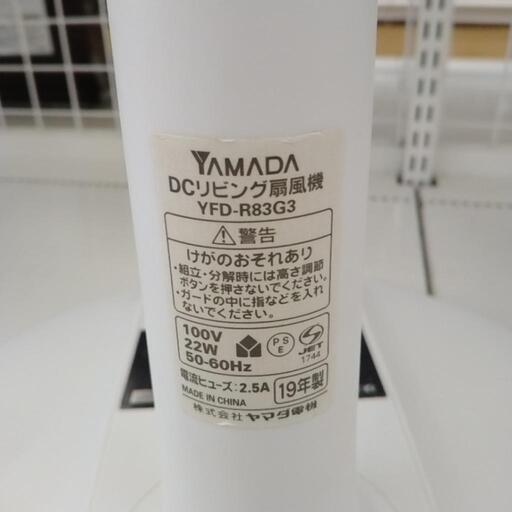 YAMADA
DCリビング扇風機
YFD-R83G3
⚠警告
けがのおそれあり
・組立・分解時には高さ調節
ボタンを押さないでください。
・ガードの中に指などを入れ
ないでください。
100V
22W
50-60Hz
PSE
JET
1744
電流ヒューズ：2.5A
19年製
MADE IN CHINA
株式会社ヤマダ電機